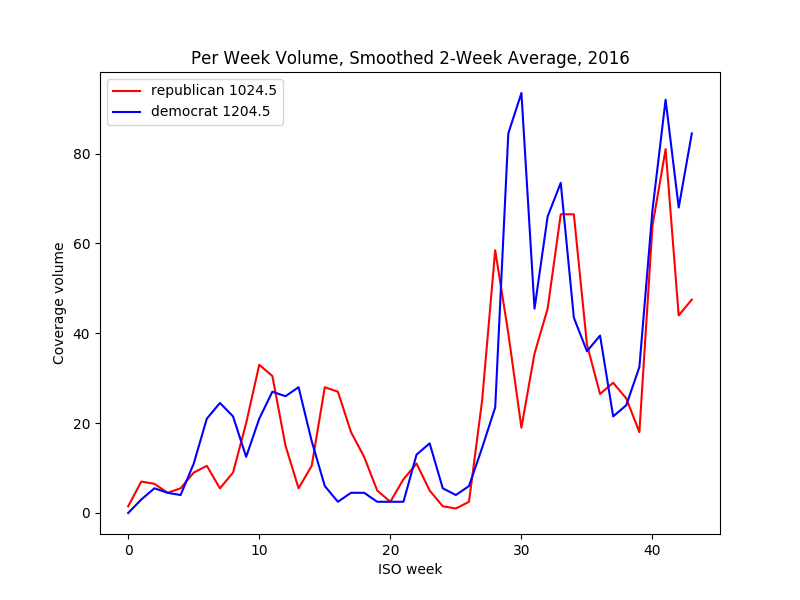 Per Week Volume, Smoothed 2-Week Average, 2016
republican 1024.5
democrat 1204.5
Coverage volume
80
60
40
20
0
0 10 20 30 40
ISO week